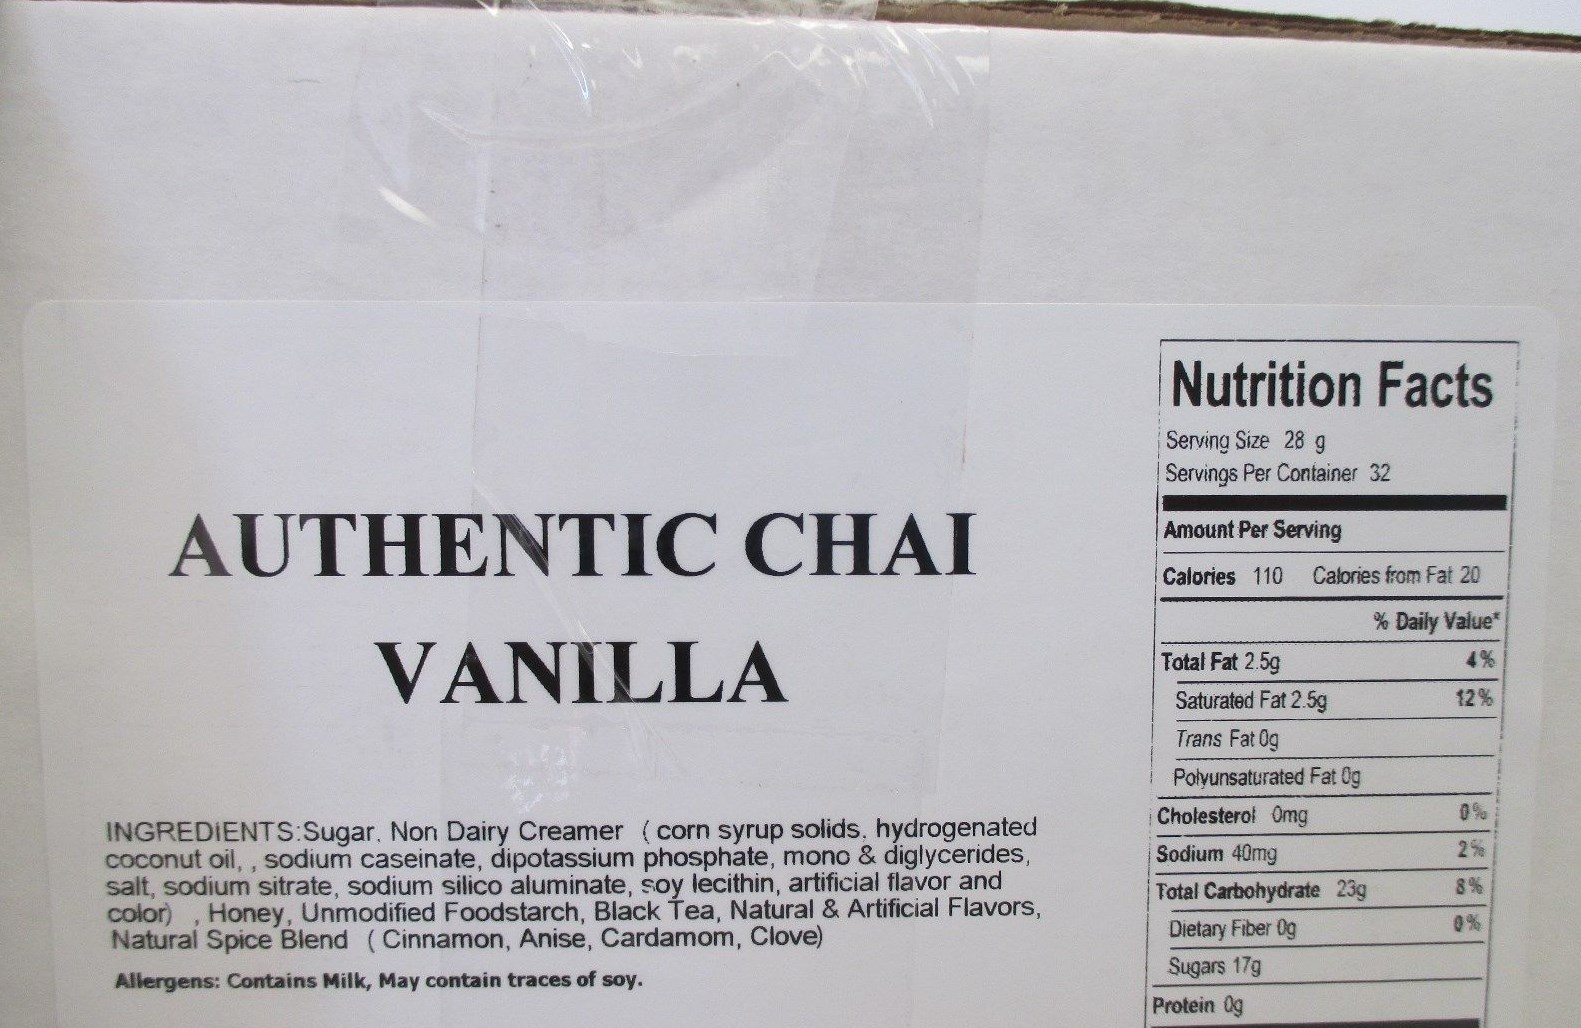 AUTHENTIC CHAI
VANILLA
INGREDIENTS:Sugar, Non Dairy Creamer ( corn syrup solids, hydrogenated
coconut oil, , sodium caseinate, dipotassium phosphate, mono & diglycerides,
salt, sodium sitrate, sodium silico aluminate, soy lecithin, artificial flavor and
color) , Honey, Unmodified Foodstarch, Black Tea, Natural & Artificial Flavors,
Natural Spice Blend ( Cinnamon, Anise, Cardamom, Clove)
Allergens: Contains Milk, May contain traces of soy.
Nutrition Facts
Serving Size 28 g
Servings Per Container 32
Amount Per Serving
Calories 110 Calories from Fat 20
% Daily Value*
Total Fat 2.5g 4%
Saturated Fat 2.5g 12%
Trans Fat 0g
Polyunsaturated Fat 0g
Cholesterol 0mg 0%
Sodium 40mg 2%
Total Carbohydrate 23g 8%
Dietary Fiber 0g 0%
Sugars 17g
Protein 0g